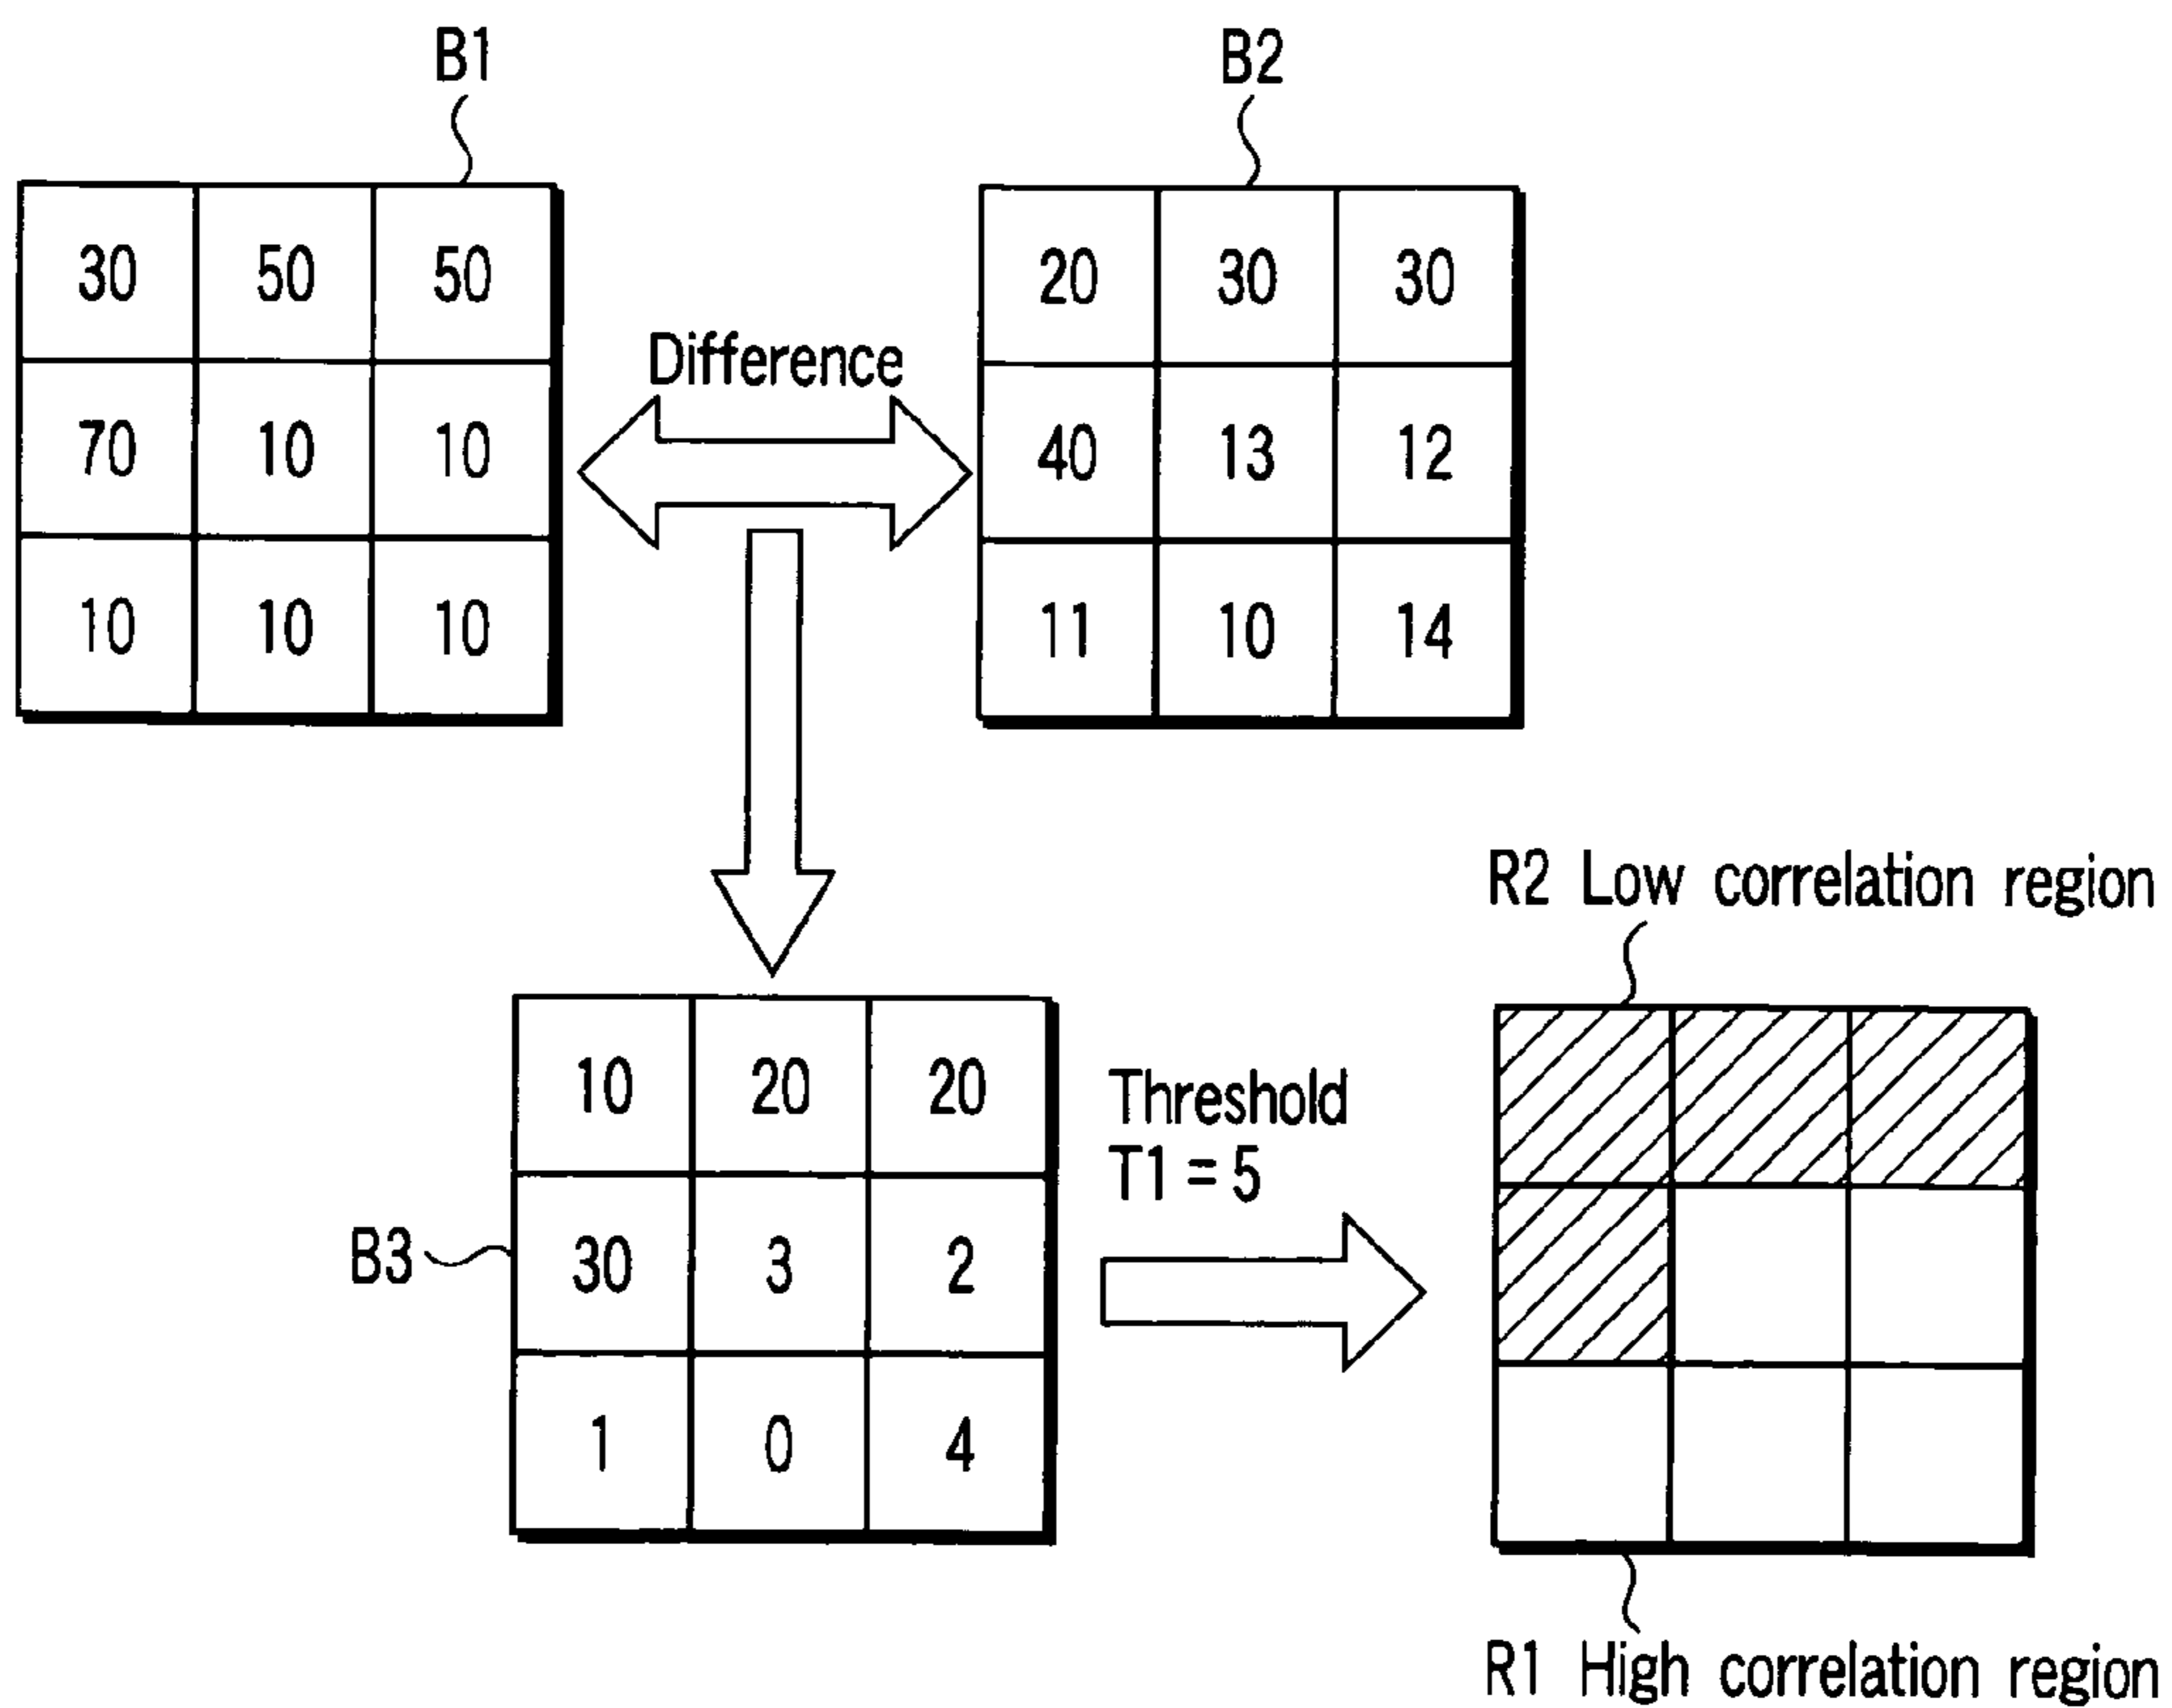 B1
B2
30 50 50
70 10 10
10 10 10
Difference
20 30 30
40 13 12
11 10 14
B3
10 20 20
30 3 2
1 0 4
Threshold
T1 = 5
R2 Low correlation region
R1 High correlation region